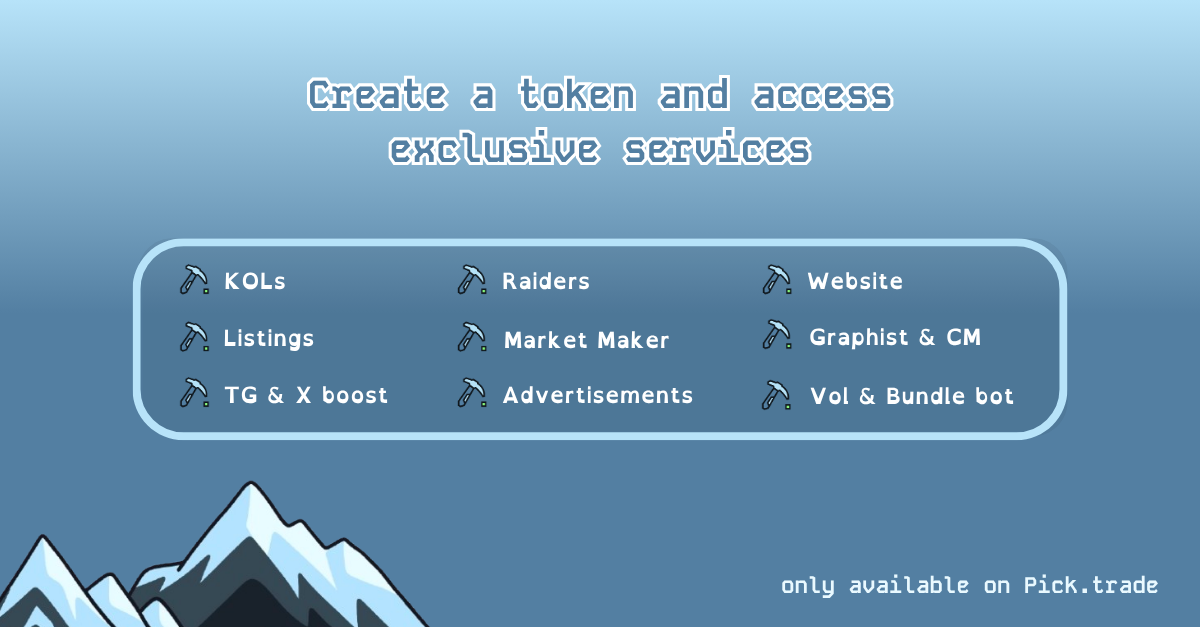 Create a token and access
exclusive services
KOLs
Raiders
Website
Listings
Market Maker
Graphist & CM
TG & X boost
Advertisements
Vol & Bundle bot
only available on Pick.trade